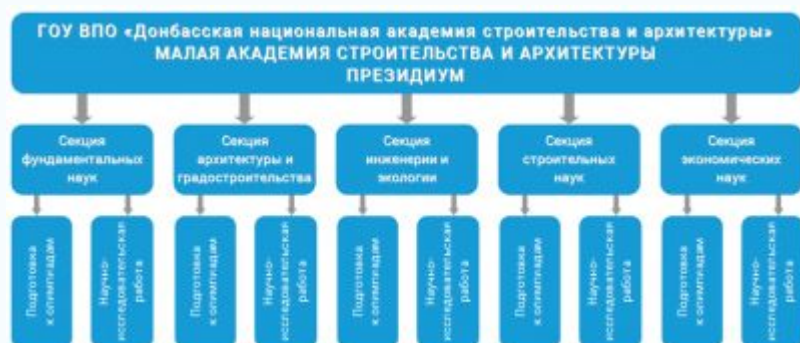 ГОУ ВПО «Донбасская национальная академия строительства и архитектуры»
МАЛАЯ АКАДЕМИЯ СТРОИТЕЛЬСТВА И АРХИТЕКТУРЫ
ПРЕЗИДИУМ
Секция
фундаментальных
наук
Секция
архитектуры и
градостроительства
Секция
инженерии и
экологии
Секция
строительных
наук
Секция
экономических
наук
Подготовка
к олимпиадам
Научно-
исследовательская
работа
Подготовка
к олимпиадам
Научно-
исследовательская
работа
Подготовка
к олимпиадам
Научно-
исследовательская
работа
Подготовка
к олимпиадам
Научно-
исследовательская
работа
Подготовка
к олимпиадам
Научно-
исследовательская
работа